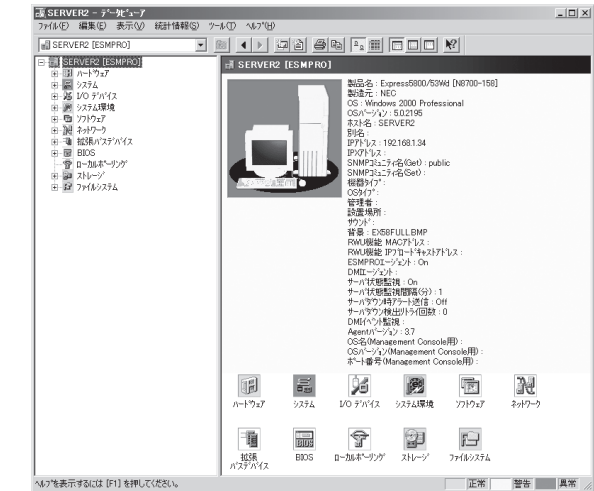 SERVER2 - ﾃﾞｰﾀﾋﾞｭｰｱ
ﾌｧｲﾙ(F) 編集(E) 表示(V) 統計情報(S) ﾂｰﾙ(T) ﾍﾙﾌﾟ(H)
SERVER2 [ESMPRO]
SERVER2 [ESMPRO]
ﾊｰﾄﾞｳｪｱ
ｼｽﾃﾑ
I/O ﾃﾞﾊﾞｲｽ
ｼｽﾃﾑ環境
ｿﾌﾄｳｪｱ
ﾈｯﾄﾜｰｸ
拡張ﾊﾞｽﾃﾞﾊﾞｲｽ
BIOS
ﾛｰｶﾙﾎﾟｰﾘﾝｸﾞ
ｽﾄﾚｰｼﾞ
ﾌｧｲﾙｼｽﾃﾑ
SERVER2 [ESMPRO]
製品名 : Express5800/53Wd [N8700-158]
製造元 : NEC
OS : Windows 2000 Professional
OSﾊﾞｰｼﾞｮﾝ : 5.0.2195
ﾎｽﾄ名 : SERVER2
別名 :
IPｱﾄﾞﾚｽ : 192.168.1.34
IPXｱﾄﾞﾚｽ :
SNMPｺﾐｭﾆﾃｨ名(Get) : public
SNMPｺﾐｭﾆﾃｨ名(Set) :
機器ﾀｲﾌﾟ :
OSﾀｲﾌﾟ :
管理者 :
設置場所 :
ｻｳﾝﾄﾞ :
背景 : EX58FULL.BMP
RWU機能 MACｱﾄﾞﾚｽ :
RWU機能 IPﾌﾞﾛｰﾄﾞｷｬｽﾄｱﾄﾞﾚｽ :
ESMPROｴｰｼﾞｪﾝﾄ : On
DMIｴｰｼﾞｪﾝﾄ :
ｻｰﾊﾞ状態監視 : On
ｻｰﾊﾞ状態監視間隔(分) : 1
ｻｰﾊﾞﾀﾞｳﾝ時ｱﾗｰﾄ送信 : Off
ｻｰﾊﾞﾀﾞｳﾝ検出ﾘﾄﾗｲ回数 : 0
DMIｲﾍﾞﾝﾄ監視 :
Agentﾊﾞｰｼﾞｮﾝ : 3.7
OS名(Management Console用) :
OSﾊﾞｰｼﾞｮﾝ(Management Console用) :
ﾎﾟｰﾄ番号(Management Console用) :
ﾊｰﾄﾞｳｪｱ ｼｽﾃﾑ I/O ﾃﾞﾊﾞｲｽ ｼｽﾃﾑ環境 ｿﾌﾄｳｪｱ ﾈｯﾄﾜｰｸ
BIOS
拡張 BIOS ﾛｰｶﾙﾎﾟｰﾘﾝｸﾞ ｽﾄﾚｰｼﾞ ﾌｧｲﾙｼｽﾃﾑ
ﾊﾞｽﾃﾞﾊﾞｲｽ
ﾍﾙﾌﾟを表示するには [F1] を押してください。 正常 警告 異常